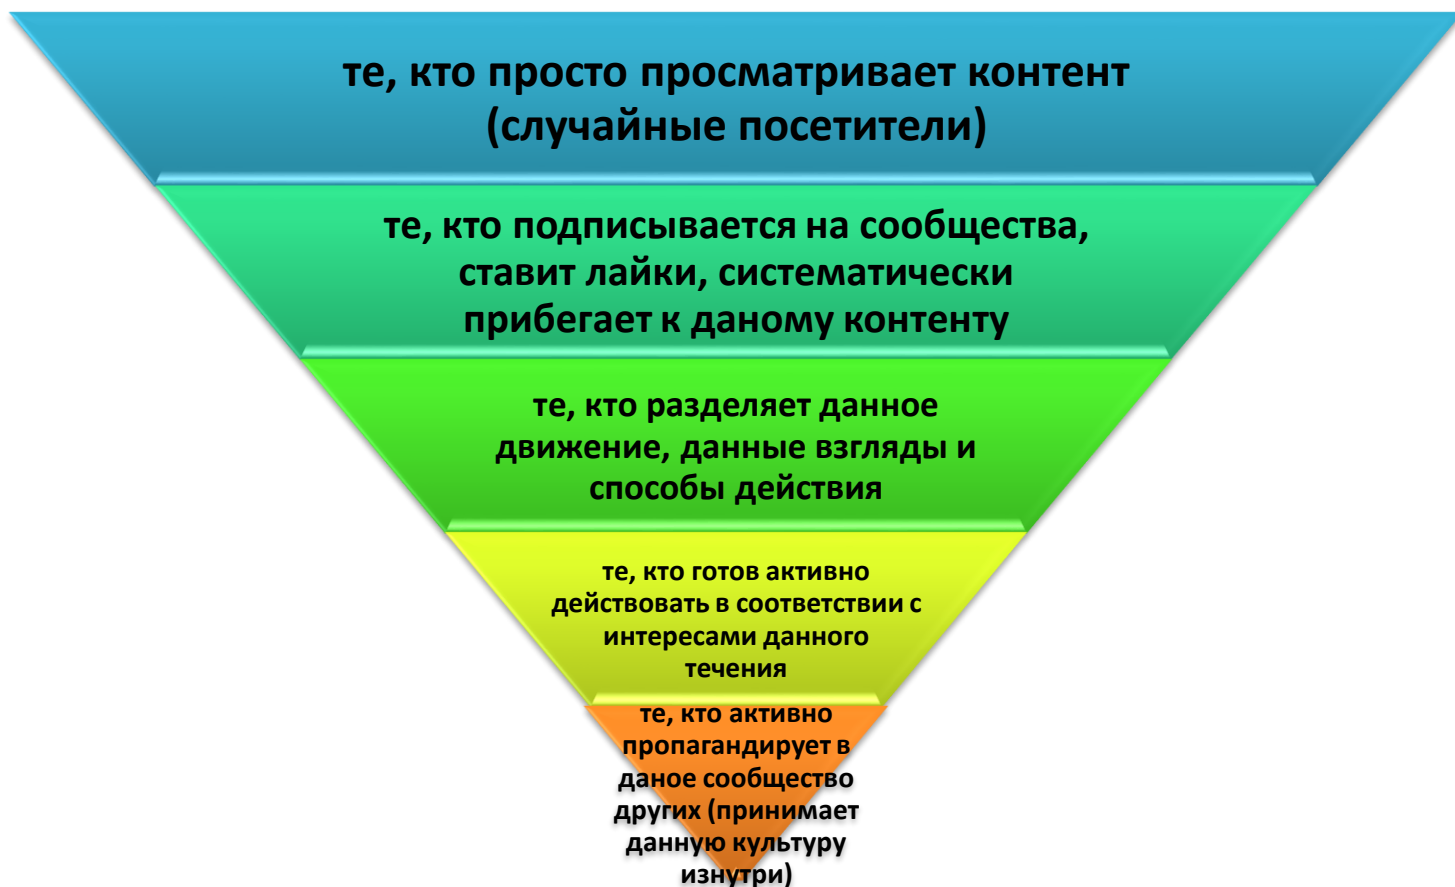 те, кто просто просматривает контент
(случайные посетители)
те, кто подписывается на сообщества,
ставит лайки, систематически
прибегает к даному контенту
те, кто разделяет данное
движение, данные взгляды и
способы действия
те, кто готов активно
действовать в соответствии с
интересами данного
течения
те, кто активно
пропагандирует в
даное сообщество
других (принимает
данную культуру
изнутри)